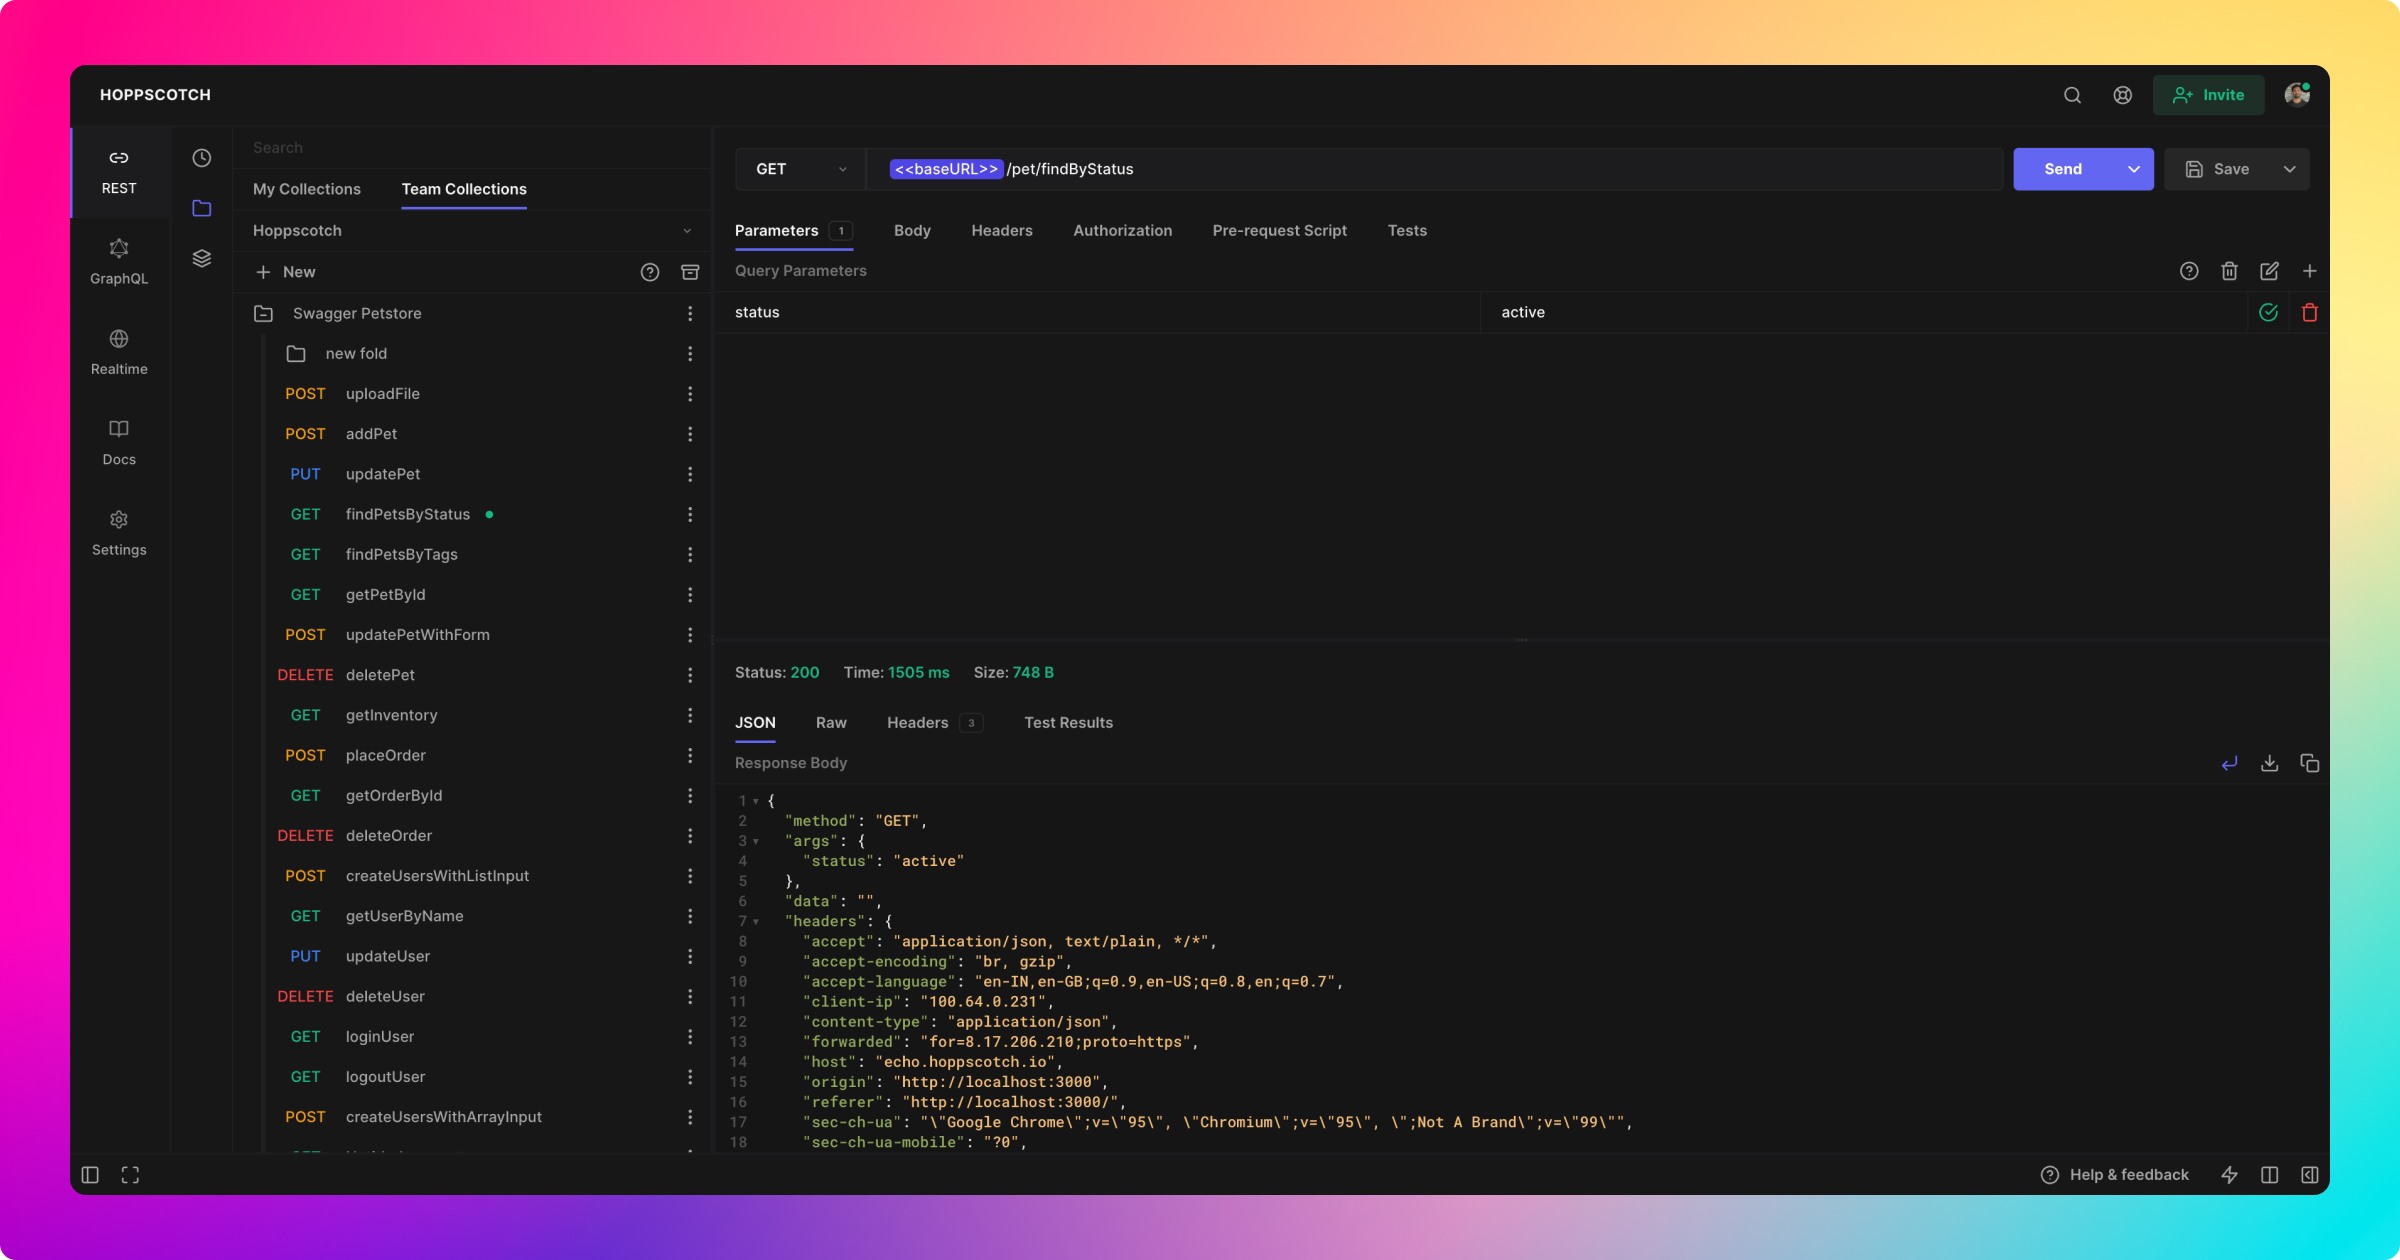 HOPPSCOTCH
Invite
REST
GraphQL
Realtime
Docs
Settings
Search
My Collections Team Collections
Hoppscotch
New
Swagger Petstore
new fold
POST uploadFile
POST addPet
PUT updatePet
GET findPetsByStatus
GET findPetsByTags
GET getPetById
POST updatePetWithForm
DELETE deletePet
GET getInventory
POST placeOrder
GET getOrderById
DELETE deleteOrder
POST createUsersWithListInput
GET getUserByName
PUT updateUser
DELETE deleteUser
GET loginUser
GET logoutUser
POST createUsersWithArrayInput
GET <<baseURL>>/pet/findByStatus Send Save
Parameters 1 Body Headers Authorization Pre-request Script Tests
Query Parameters
status active
Status: 200 Time: 1505 ms Size: 748 B
JSON Raw Headers 3 Test Results
Response Body
1 {
2 "method": "GET",
3 "args": {
4 "status": "active"
5 },
6 "data": "",
7 "headers": {
8 "accept": "application/json, text/plain, */*",
9 "accept-encoding": "br, gzip",
10 "accept-language": "en-IN,en-GB;q=0.9,en-US;q=0.8,en;q=0.7",
11 "client-ip": "100.64.0.231",
12 "content-type": "application/json",
13 "forwarded": "for=8.17.206.210;proto=https",
14 "host": "echo.hoppscotch.io",
15 "origin": "http://localhost:3000",
16 "referer": "http://localhost:3000/",
17 "sec-ch-ua": "\"Google Chrome\";v=\"95\", \"Chromium\";v=\"95\", \";Not A Brand\";v=\"99\"",
18 "sec-ch-ua-mobile": "?0",
Help & feedback